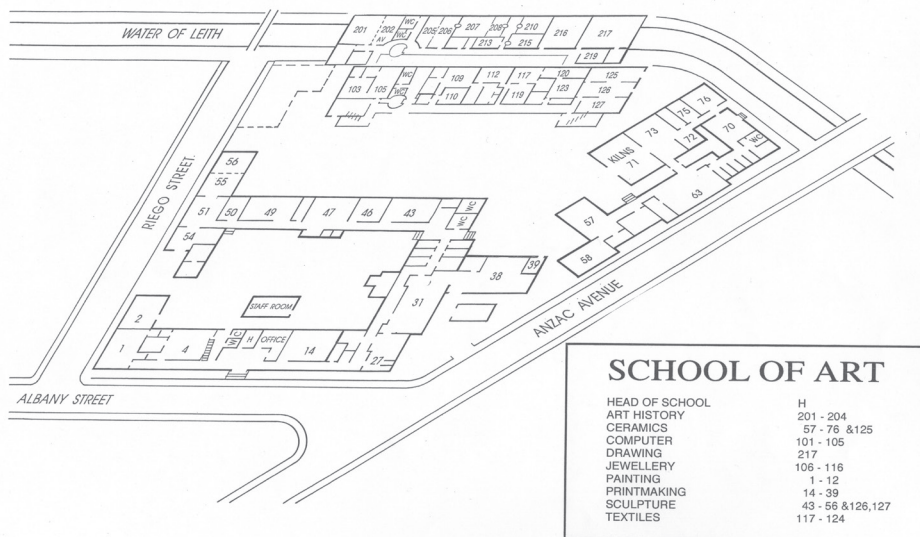 WATER OF LEITH
201
202
AV
WC
WC
205
206
207
208
210
213
215
216
217
219
103
105
WC
WC
109
110
112
117
119
120
123
125
126
127
KILNS
71
73
75
76
72
70
WC
63
57
58
RIEGO STREET.
56
55
51
50
49
47
46
43
WC
WC
54
38
39
31
STAFF ROOM
2
1
4
WC
H
OFFICE
14
27
ANZAC AVENUE
ALBANY STREET
SCHOOL OF ART
HEAD OF SCHOOL H
ART HISTORY 201 - 204
CERAMICS 57 - 76 &125
COMPUTER 101 - 105
DRAWING 217
JEWELLERY 106 - 116
PAINTING 1 - 12
PRINTMAKING 14 - 39
SCULPTURE 43 - 56 &126,127
TEXTILES 117 - 124